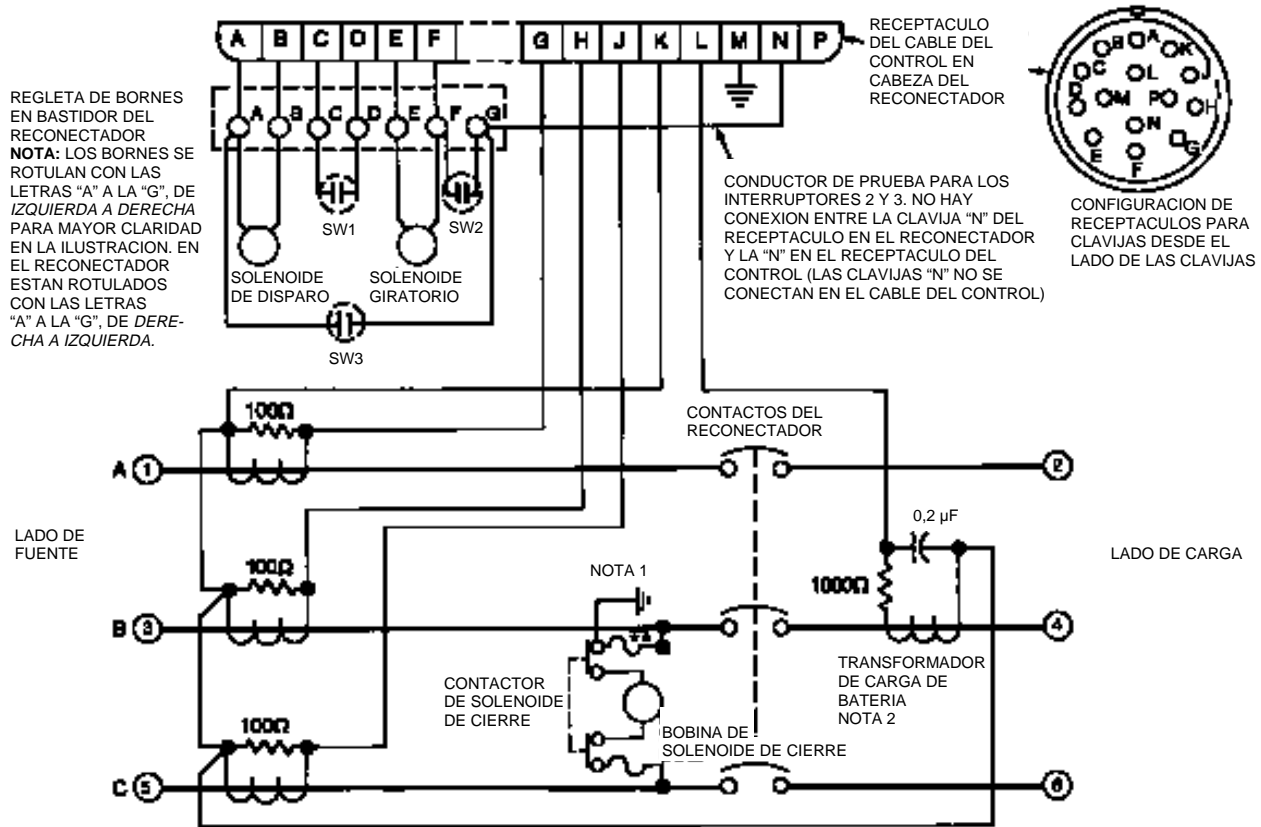 A B C D E F G H J K L M N P
RECEPTACULO
DEL CABLE DEL
CONTROL EN
CABEZA DEL
RECONECTADOR
A
B
K
C
L
J
D
M
P
H
N
E
G
F
CONFIGURACION DE
RECEPTACULOS PARA
CLAVIJAS DESDE EL
LADO DE LAS CLAVIJAS
REGLETA DE BORNES
EN BASTIDOR DEL
RECONECTADOR
NOTA: LOS BORNES SE
ROTULAN CON LAS
LETRAS “A” A LA “G”, DE
IZQUIERDA A DERECHA
PARA MAYOR CLARIDAD
EN LA ILUSTRACION. EN
EL RECONECTADOR
ESTAN ROTULADOS
CON LAS LETRAS
“A” A LA “G”, DE DERE-
CHA A IZQUIERDA.
A B C D E F G
SW1
SW2
SOLENOIDE
DE DISPARO
SOLENOIDE
GIRATORIO
SW3
CONDUCTOR DE PRUEBA PARA LOS
INTERRUPTORES 2 Y 3. NO HAY
CONEXION ENTRE LA CLAVIJA “N” DEL
RECEPTACULO EN EL RECONECTADOR
Y LA “N” EN EL RECEPTACULO DEL
CONTROL (LAS CLAVIJAS “N” NO SE
CONECTAN EN EL CABLE DEL CONTROL)
100Ω
CONTACTOS DEL
RECONECTADOR
A 1
2
LADO DE
FUENTE
0,2 µF
LADO DE CARGA
100Ω
NOTA 1
1000Ω
B 3
**
4
CONTACTOR
DE SOLENOIDE
DE CIERRE
TRANSFORMADOR
DE CARGA DE
BATERIA
NOTA 2
100Ω
BOBINA DE
SOLENOIDE DE CIERRE
C 5
6